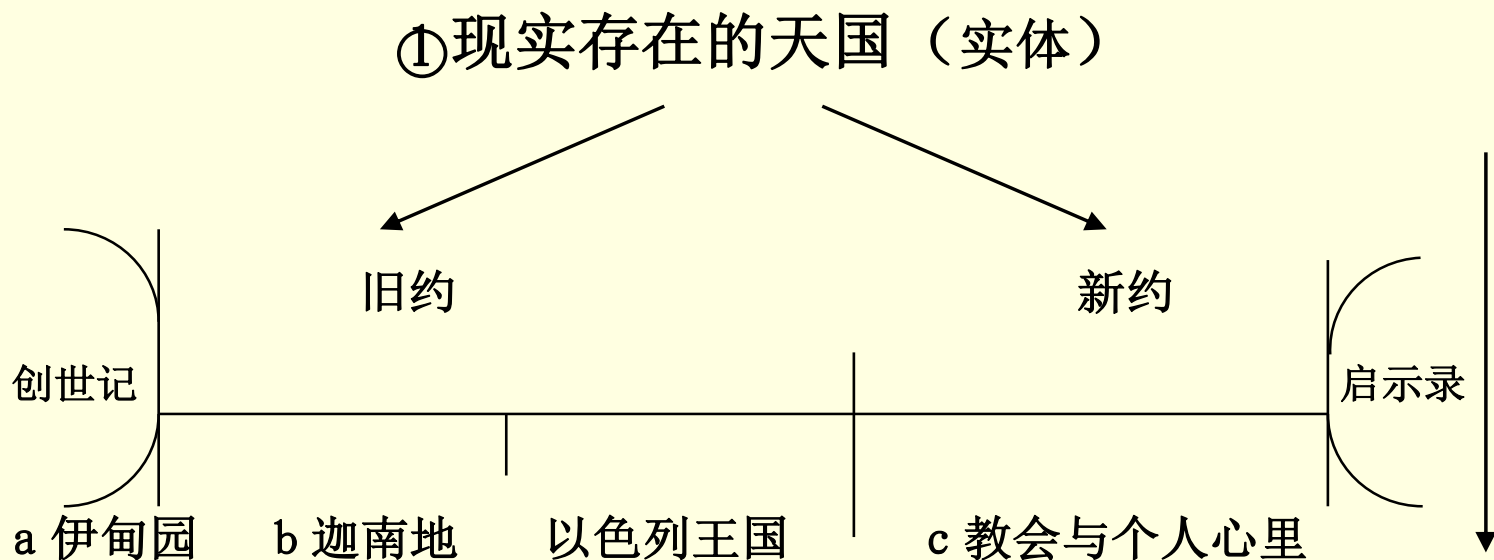 ①现实存在的天国（实体）
旧约 新约
创世记 启示录
a 伊甸园 b 迦南地 以色列王国 c 教会与个人心里